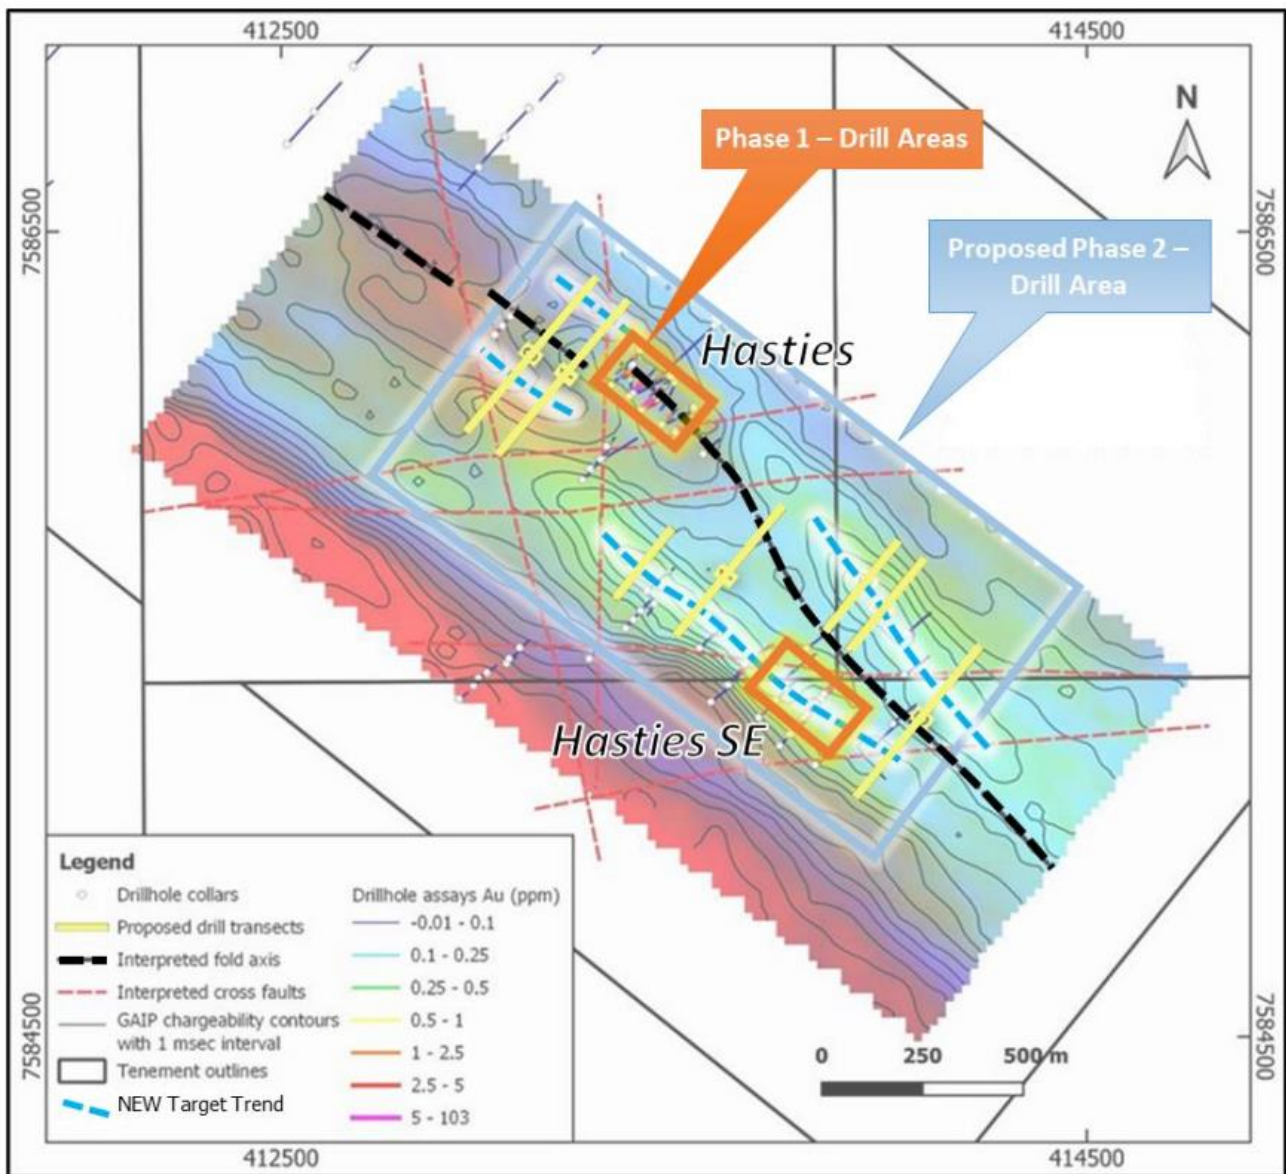 412500
414500
N
Phase 1 – Drill Areas
7586500
7586500
Proposed Phase 2 –
Drill Area
Hasties
Hasties SE
Legend
Drillhole collars
Proposed drill transects
Interpreted fold axis
Interpreted cross faults
GAIP chargeability contours
with 1 msec interval
Tenement outlines
NEW Target Trend
Drillhole assays Au (ppm)
-0.01 - 0.1
0.1 - 0.25
0.25 - 0.5
0.5 - 1
1 - 2.5
2.5 - 5
5 - 103
7584500
0 250 500 m
7584500
412500
414500